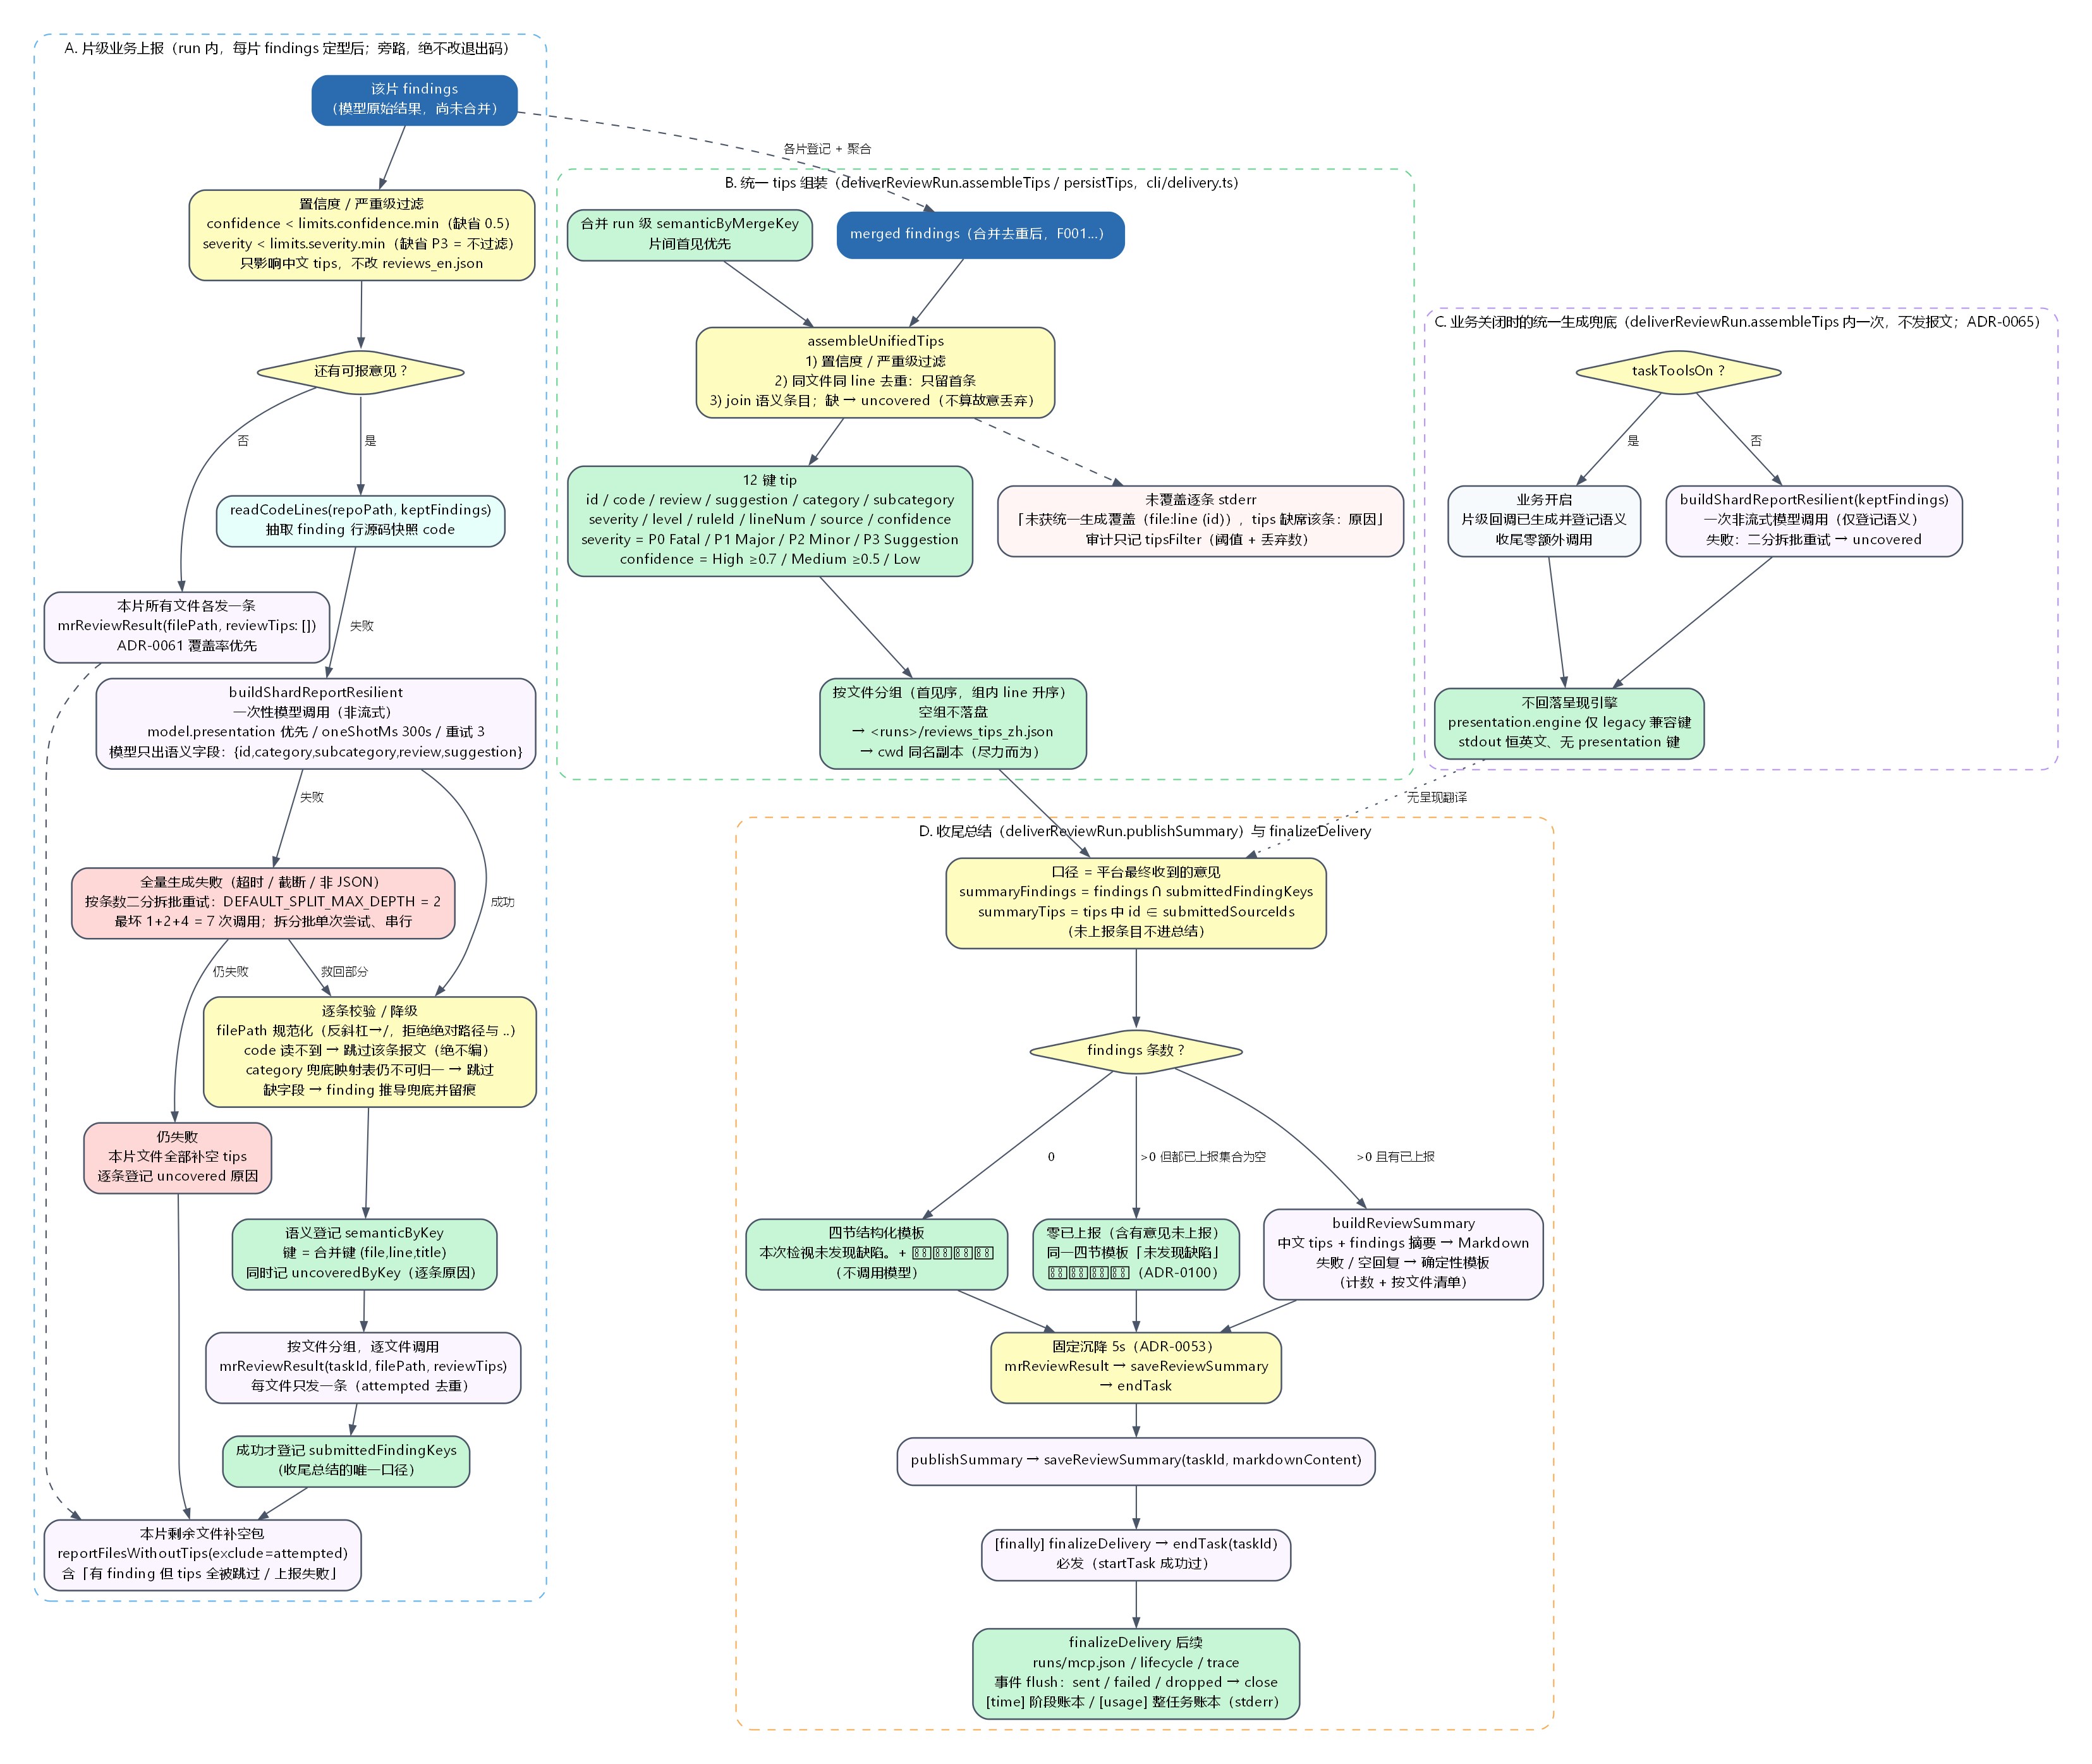 A. 片级业务上报（run 内，每片 findings 定型后；旁路，绝不改退出码）
该片 findings
（模型原始结果，尚未合并）
置信度 / 严重级过滤
confidence < limits.confidence.min（缺省 0.5）
severity < limits.severity.min（缺省 P3 = 不过滤）
只影响中文 tips，不改 reviews_en.json
还有可报意见？
否
是
readCodeLines(repoPath, keptFindings)
抽取 finding 行源码快照 code
本片所有文件各发一条
mrReviewResult(filePath, reviewTips: [])
ADR-0061 覆盖率优先
失败
buildShardReportResilient
一次性模型调用（非流式）
model.presentation 优先 / oneShotMs 300s / 重试 3
模型只出语义字段：{id,category,subcategory,review,suggestion}
失败
成功
全量生成失败（超时 / 截断 / 非 JSON）
按条数二分拆批重试：DEFAULT_SPLIT_MAX_DEPTH = 2
最坏 1+2+4 = 7 次调用；拆分批单次尝试、串行
仍失败
救回部分
逐条校验 / 降级
filePath 规范化（反斜杠→/，拒绝绝对路径与 ..）
code 读不到 → 跳过该条报文（绝不编）
category 兜底映射表仍不可归一 → 跳过
缺字段 → finding 推导兜底并留痕
仍失败
本片文件全部补空 tips
逐条登记 uncovered 原因
语义登记 semanticByKey
键 = 合并键 (file,line,title)
同时记 uncoveredByKey（逐条原因）
按文件分组，逐文件调用
mrReviewResult(taskId, filePath, reviewTips)
每文件只发一条（attempted 去重）
成功才登记 submittedFindingKeys
（收尾总结的唯一口径）
本片剩余文件补空包
reportFilesWithoutTips(exclude=attempted)
含「有 finding 但 tips 全被跳过 / 上报失败」
各片登记 + 聚合
B. 统一 tips 组装（deliverReviewRun.assembleTips / persistTips，cli/delivery.ts）
合并 run 级 semanticByMergeKey
片间首见优先
merged findings（合并去重后，F001...）
assembleUnifiedTips
1) 置信度 / 严重级过滤
2) 同文件同 line 去重：只留首条
3) join 语义条目；缺 → uncovered（不算故意丢弃）
12 键 tip
id / code / review / suggestion / category / subcategory
severity / level / ruleId / lineNum / source / confidence
severity = P0 Fatal / P1 Major / P2 Minor / P3 Suggestion
confidence = High ≥0.7 / Medium ≥0.5 / Low
未覆盖逐条 stderr
「未获统一生成覆盖（file:line (id)），tips 缺席该条：原因」
审计只记 tipsFilter（阈值 + 丢弃数）
按文件分组（首见序，组内 line 升序）
空组不落盘
→ <runs>/reviews_tips_zh.json
→ cwd 同名副本（尽力而为）
C. 业务关闭时的统一生成兜底（deliverReviewRun.assembleTips 内一次，不发报文；ADR-0065）
taskToolsOn ？
是
否
业务开启
片级回调已生成并登记语义
收尾零额外调用
buildShardReportResilient(keptFindings)
一次非流式模型调用（仅登记语义）
失败：二分拆批重试 → uncovered
不回落呈现引擎
presentation.engine 仅 legacy 兼容键
stdout 恒英文、无 presentation 键
无呈现翻译
D. 收尾总结（deliverReviewRun.publishSummary）与 finalizeDelivery
口径 = 平台最终收到的意见
summaryFindings = findings ∩ submittedFindingKeys
summaryTips = tips 中 id ∈ submittedSourceIds
（未上报条目不进总结）
findings 条数？
0
>0 但都已上报集合为空
>0 且有已上报
四节结构化模板
本次检视未发现缺陷。+
（不调用模型）
零已上报（含有意见未上报）
同一四节模板「未发现缺陷」
（ADR-0100）
buildReviewSummary
中文 tips + findings 摘要 → Markdown
失败 / 空回复 → 确定性模板
（计数 + 按文件清单）
固定沉降 5s（ADR-0053）
mrReviewResult → saveReviewSummary
→ endTask
publishSummary → saveReviewSummary(taskId, markdownContent)
[finally] finalizeDelivery → endTask(taskId)
必发（startTask 成功过）
finalizeDelivery 后续
runs/mcp.json / lifecycle / trace
事件 flush：sent / failed / dropped → close
[time] 阶段账本 / [usage] 整任务账本（stderr）